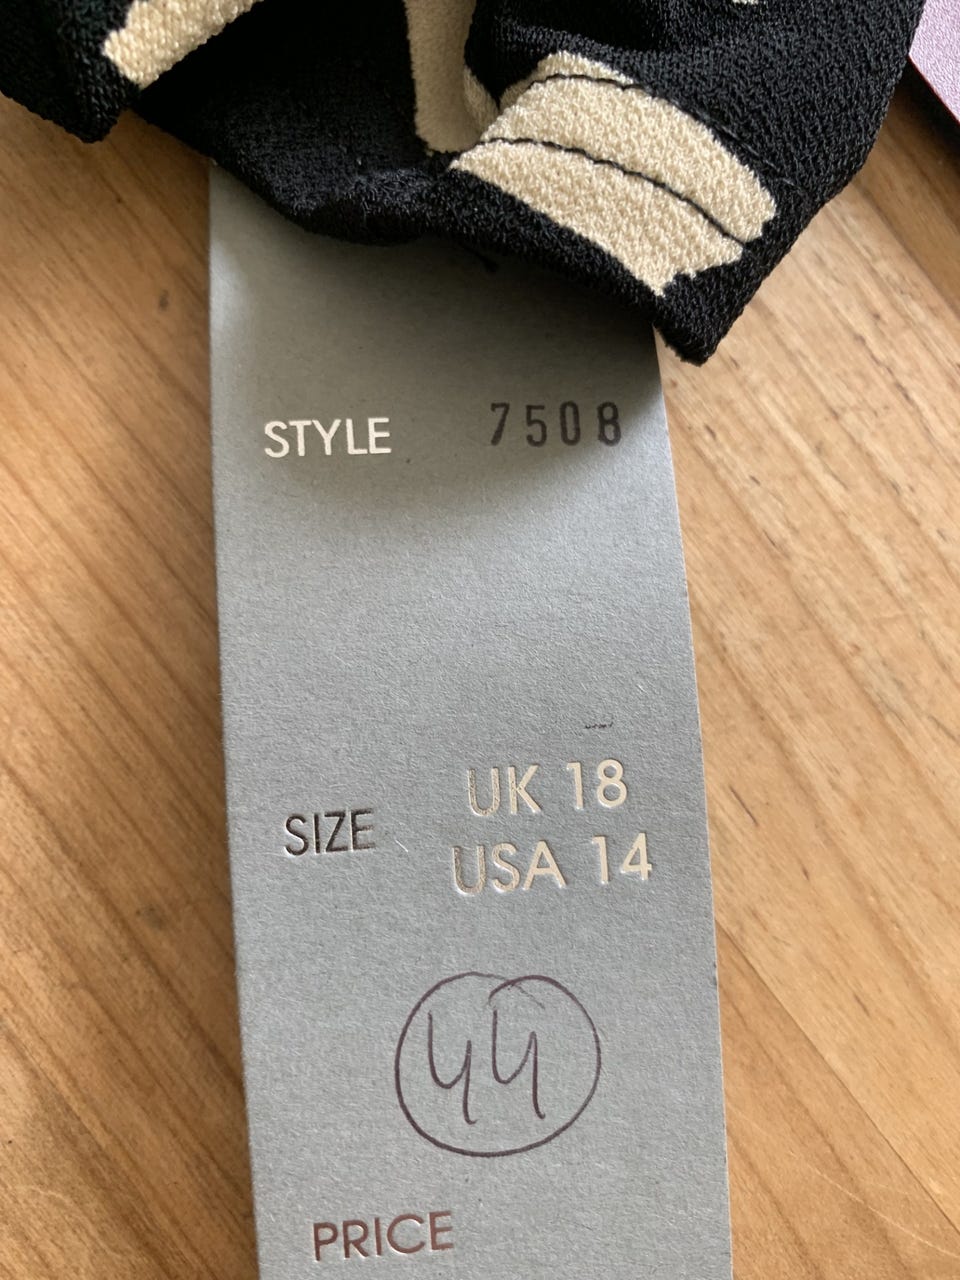 STYLE 7508
SIZE UK 18
USA 14
44
PRICE